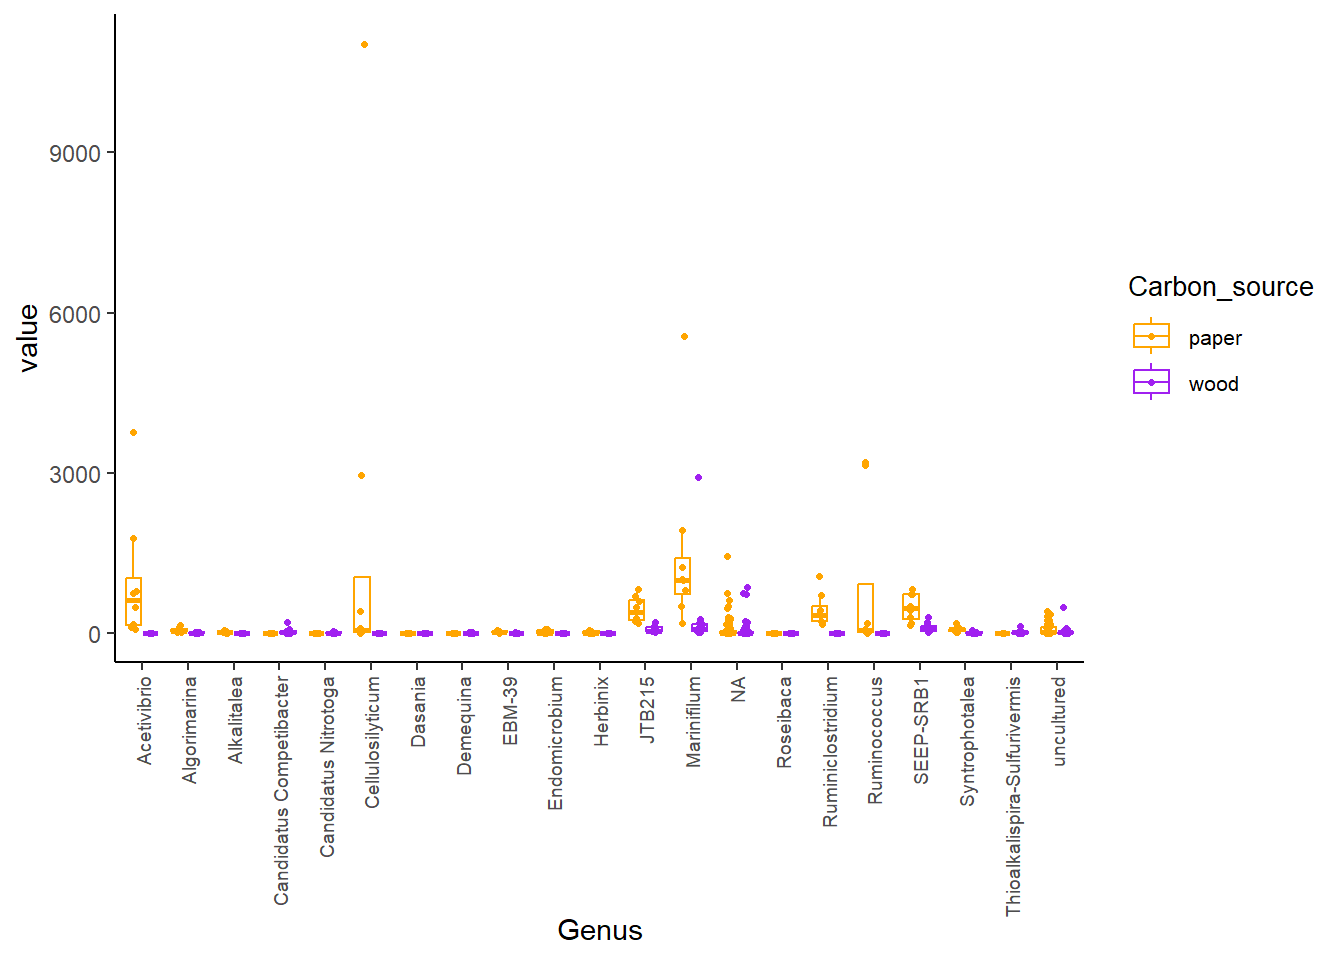 value
9000
6000
3000
0
Acetivibrio
Algorimarina
Alkalitalea
Candidatus Competibacter
Candidatus Nitrotoga
Cellulosilyticum
Dasania
Demequina
EBM-39
Endomicrobium
Herbinix
JTB215
Marinifilum
NA
Roseibaca
Ruminiclostridium
Ruminococcus
SEEP-SRB1
Syntrophotalea
Thioalkalispira-Sulfurivermis
uncultured
Genus
Carbon_source
paper
wood